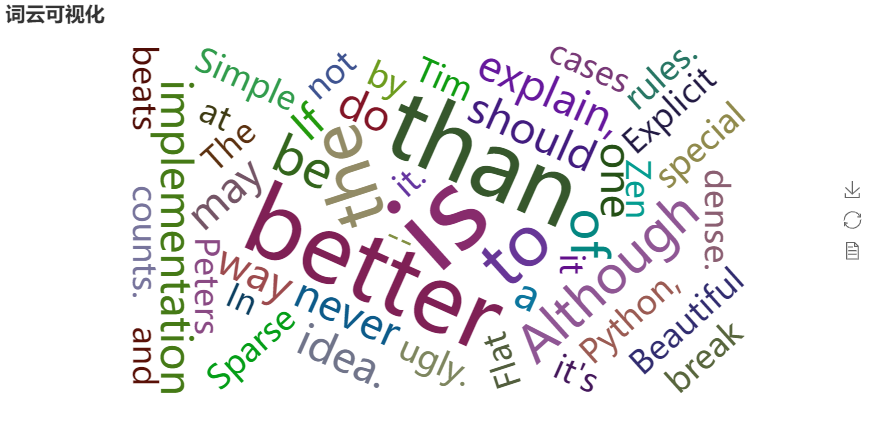 词云可视化
beats
Simple
not
by
Tim
explain,
cases
rules.
implementation
at
The
If
do
than
should
Explicit
be
the
one
Zen
special
may
it.
is
counts.
better
to
of
it
Although
dense.
Peters
way
In
--
never
a
Python,
Beautiful
and
Sparse
idea.
ugly.
Flat
it's
break